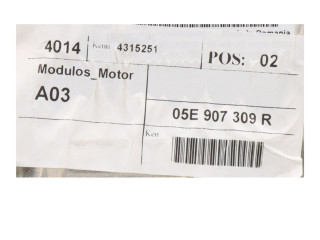 4014
4315251
POS: 02
Modulos_Motor
A03
05E 907 309 R